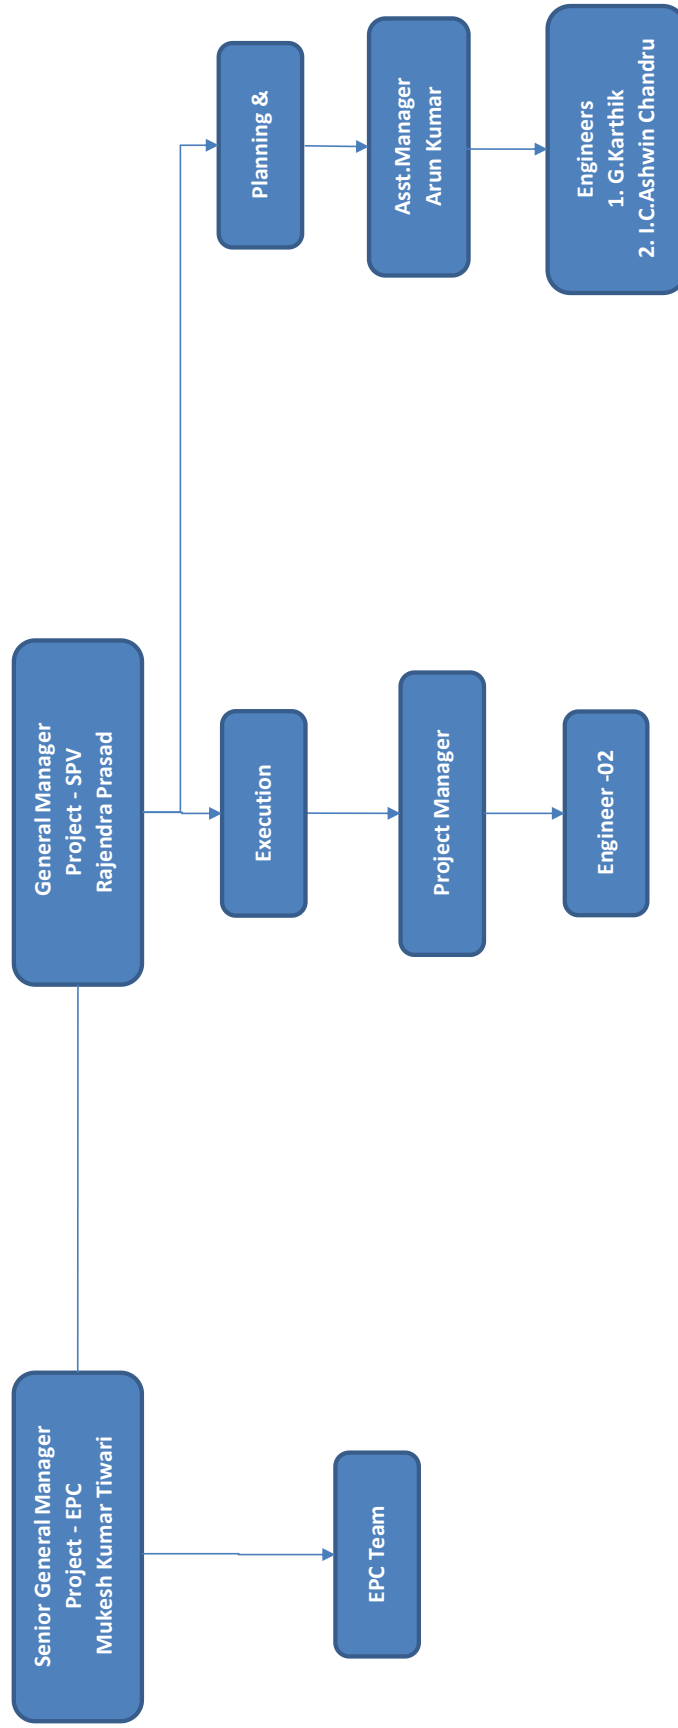 Senior General Manager
Project - EPC
Mukesh Kumar Tiwari
General Manager
Project - SPV
Rajendra Prasad
EPC Team
Execution
Project Manager
Engineer -02
Planning &
Asst.Manager
Arun Kumar
Engineers
1. G.Karthik
2. I.C.Ashwin Chandru